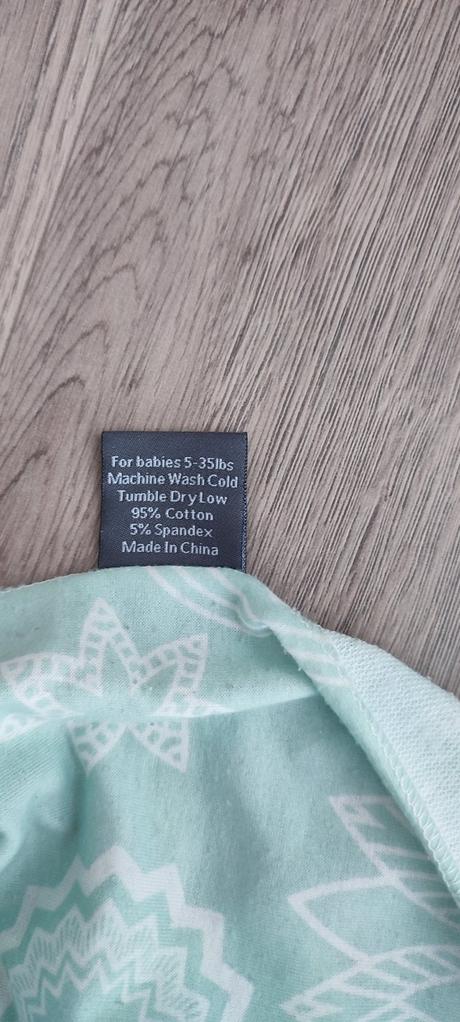 For babies 5-35lbs
Machine Wash Cold
Tumble Dry Low
95% Cotton
5% Spandex
Made In China